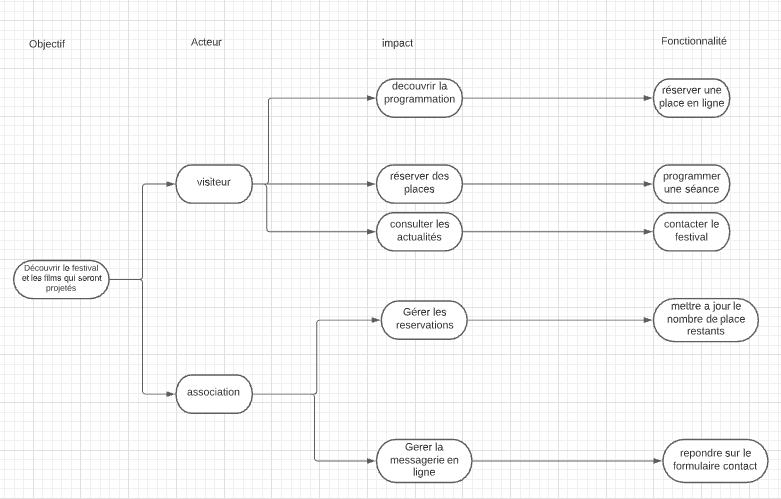 Objectif
Acteur
impact
Fonctionnalité
decouvrir la
programmation
réserver une
place en ligne
visiteur
réserver des
places
programmer
une séance
consulter les
actualités
contacter le
festival
Découvrir le festival
et les films qui seront
projetés
Gérer les
reservations
mettre a jour le
nombre de place
restants
association
Gerer la
messagerie en
ligne
repondre sur le
formulaire contact